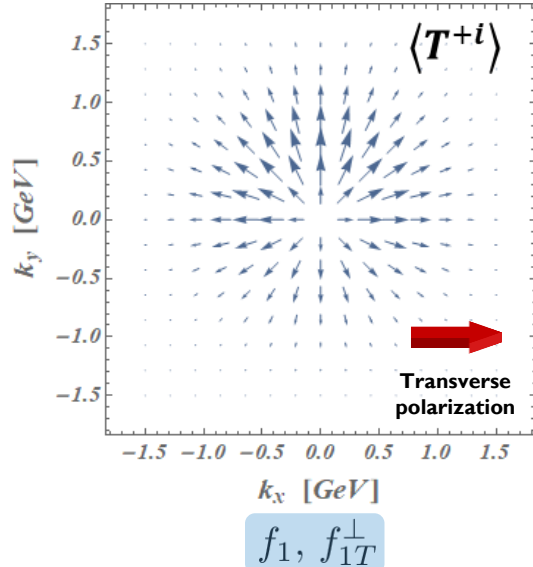 ⟨T⁺ⁱ⟩
1.5
1.0
0.5
0.0
−0.5
−1.0
−1.5
k_y [GeV]
Transverse
polarization
−1.5 −1.0 −0.5 0.0 0.5 1.0 1.5
k_x [GeV]
f_1, f_{1T}^⊥